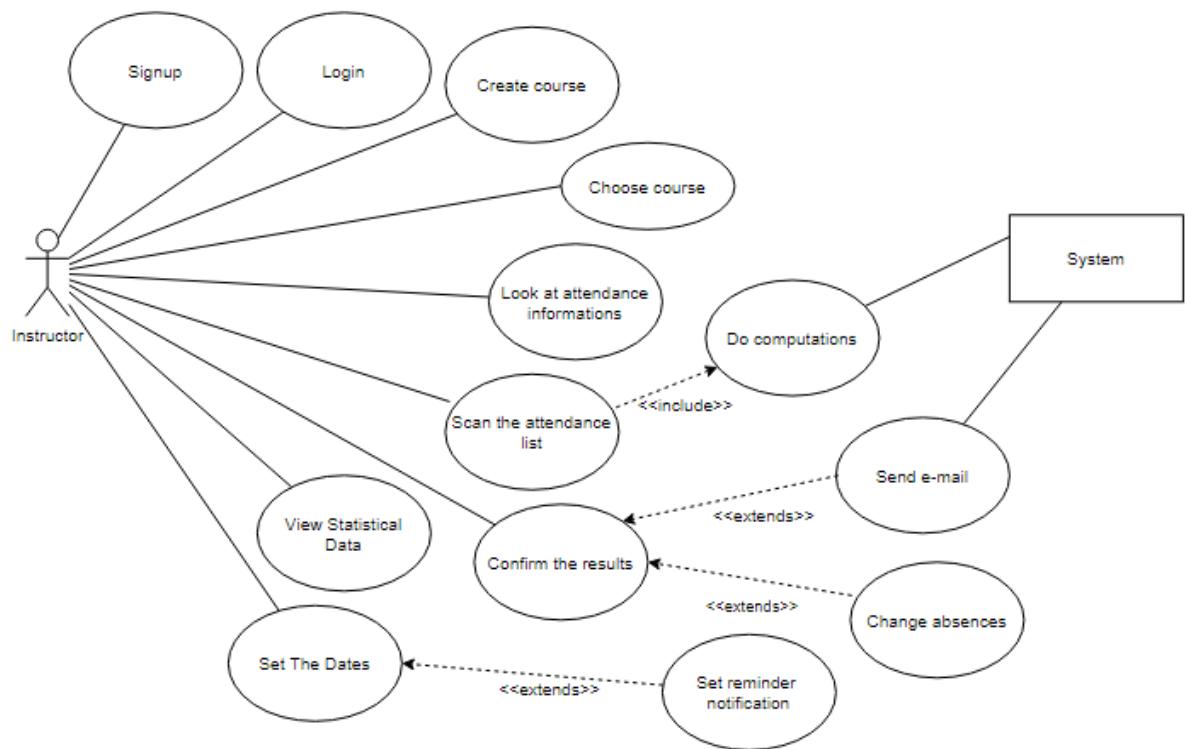 Signup
Login
Create course
Choose course
System
Look at attendance
informations
Instructor
Do computations
<<include>>
Scan the attendance
list
Send e-mail
<<extends>>
View Statistical
Data
Confirm the results
<<extends>>
Change absences
Set The Dates
<<extends>>
Set reminder
notification